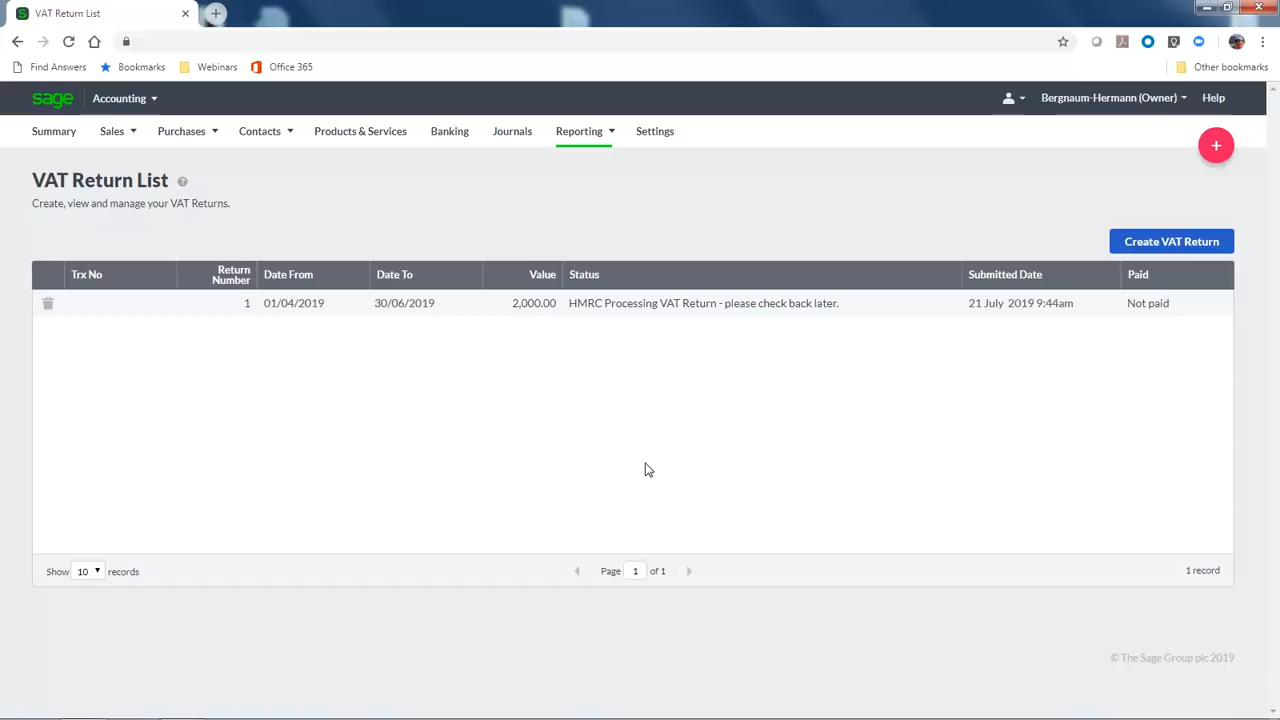 VAT Return List
Find Answers Bookmarks Webinars Office 365 Other bookmarks
sage Accounting Bergnaum-Hermann (Owner) Help
Summary Sales Purchases Contacts Products & Services Banking Journals Reporting Settings
+
VAT Return List ?
Create, view and manage your VAT Returns.
Create VAT Return
Trx No Return Number Date From Date To Value Status Submitted Date Paid
1 01/04/2019 30/06/2019 2,000.00 HMRC Processing VAT Return - please check back later. 21 July 2019 9:44am Not paid
Show 10 records Page 1 of 1 1 record
© The Sage Group plc 2019